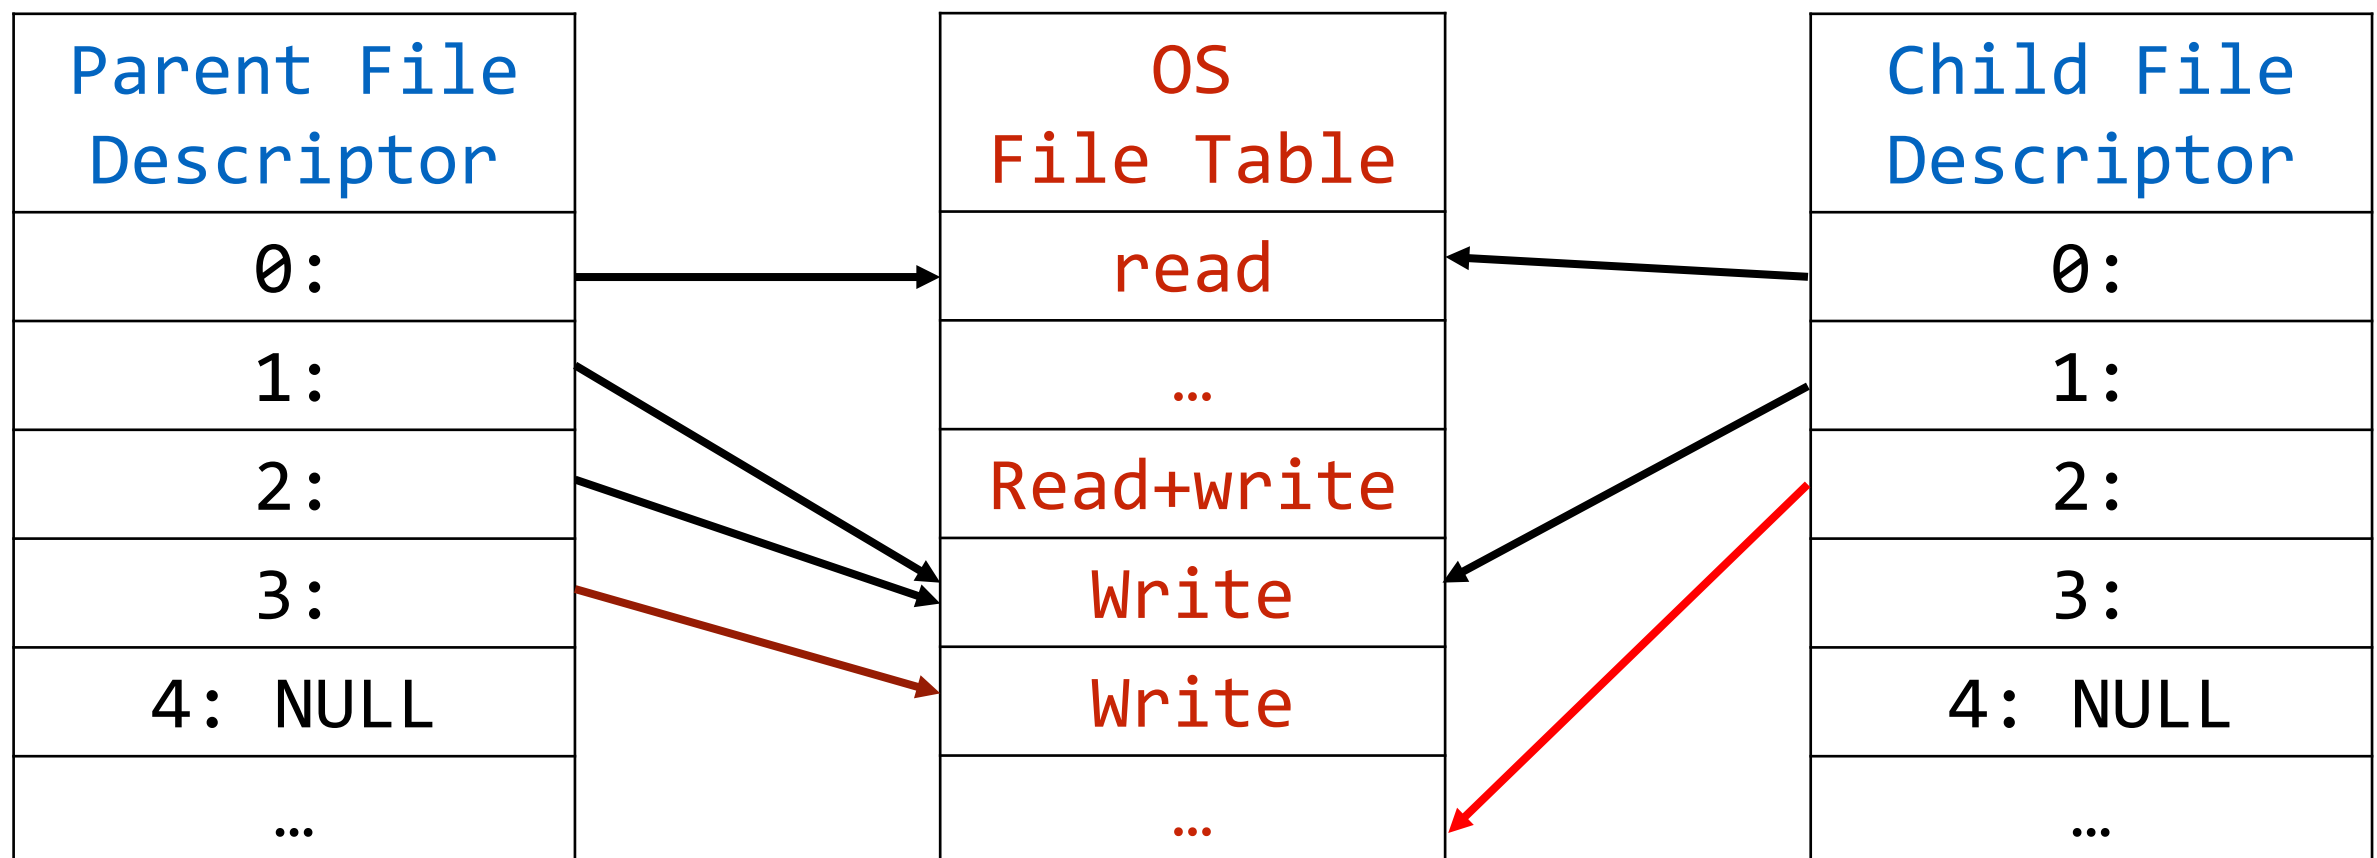 Parent File
Descriptor
0:
1:
2:
3:
4: NULL
…
OS
File Table
read
…
Read+write
Write
Write
…
Child File
Descriptor
0:
1:
2:
3:
4: NULL
…